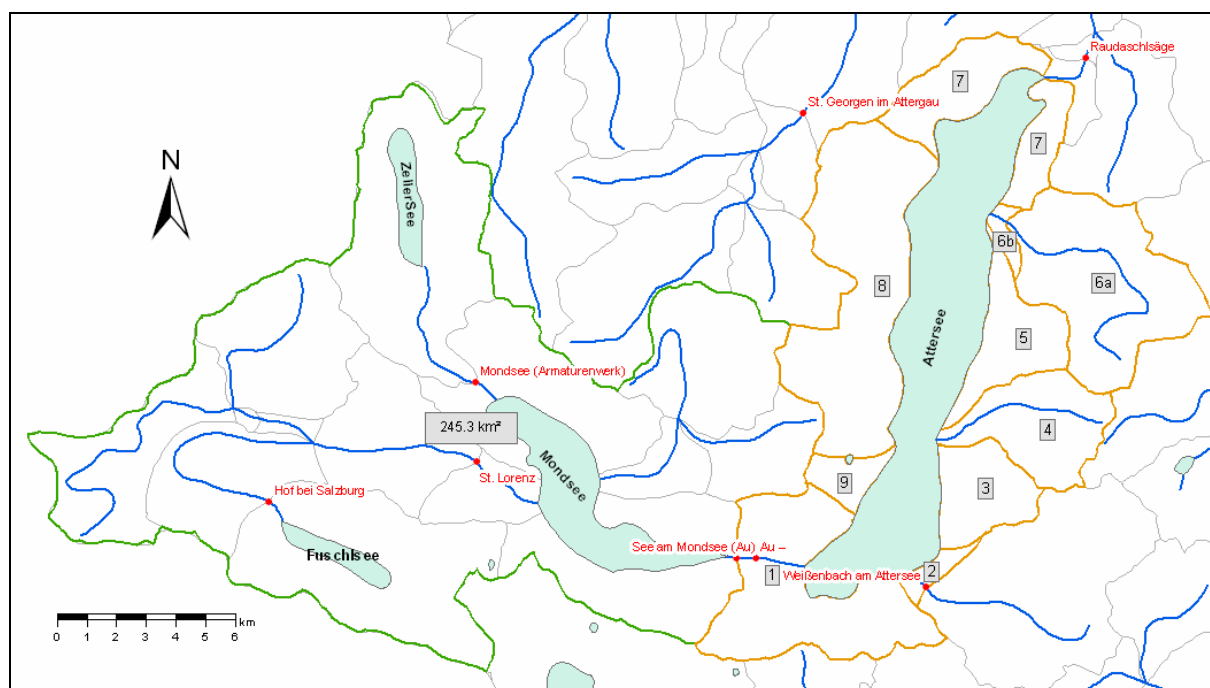 Raudaschlsäge
7
St. Georgen im Attergau
N
ZellerSee
7
6b
6a
8
Attersee
5
Mondsee (Armaturenwerk)
245.3 km²
4
Mondsee
St. Lorenz
9
3
Hof bei Salzburg
Fuschlsee
See am Mondsee (Au) Au –
1
Weißenbach am Attersee
2
km
0 1 2 3 4 5 6